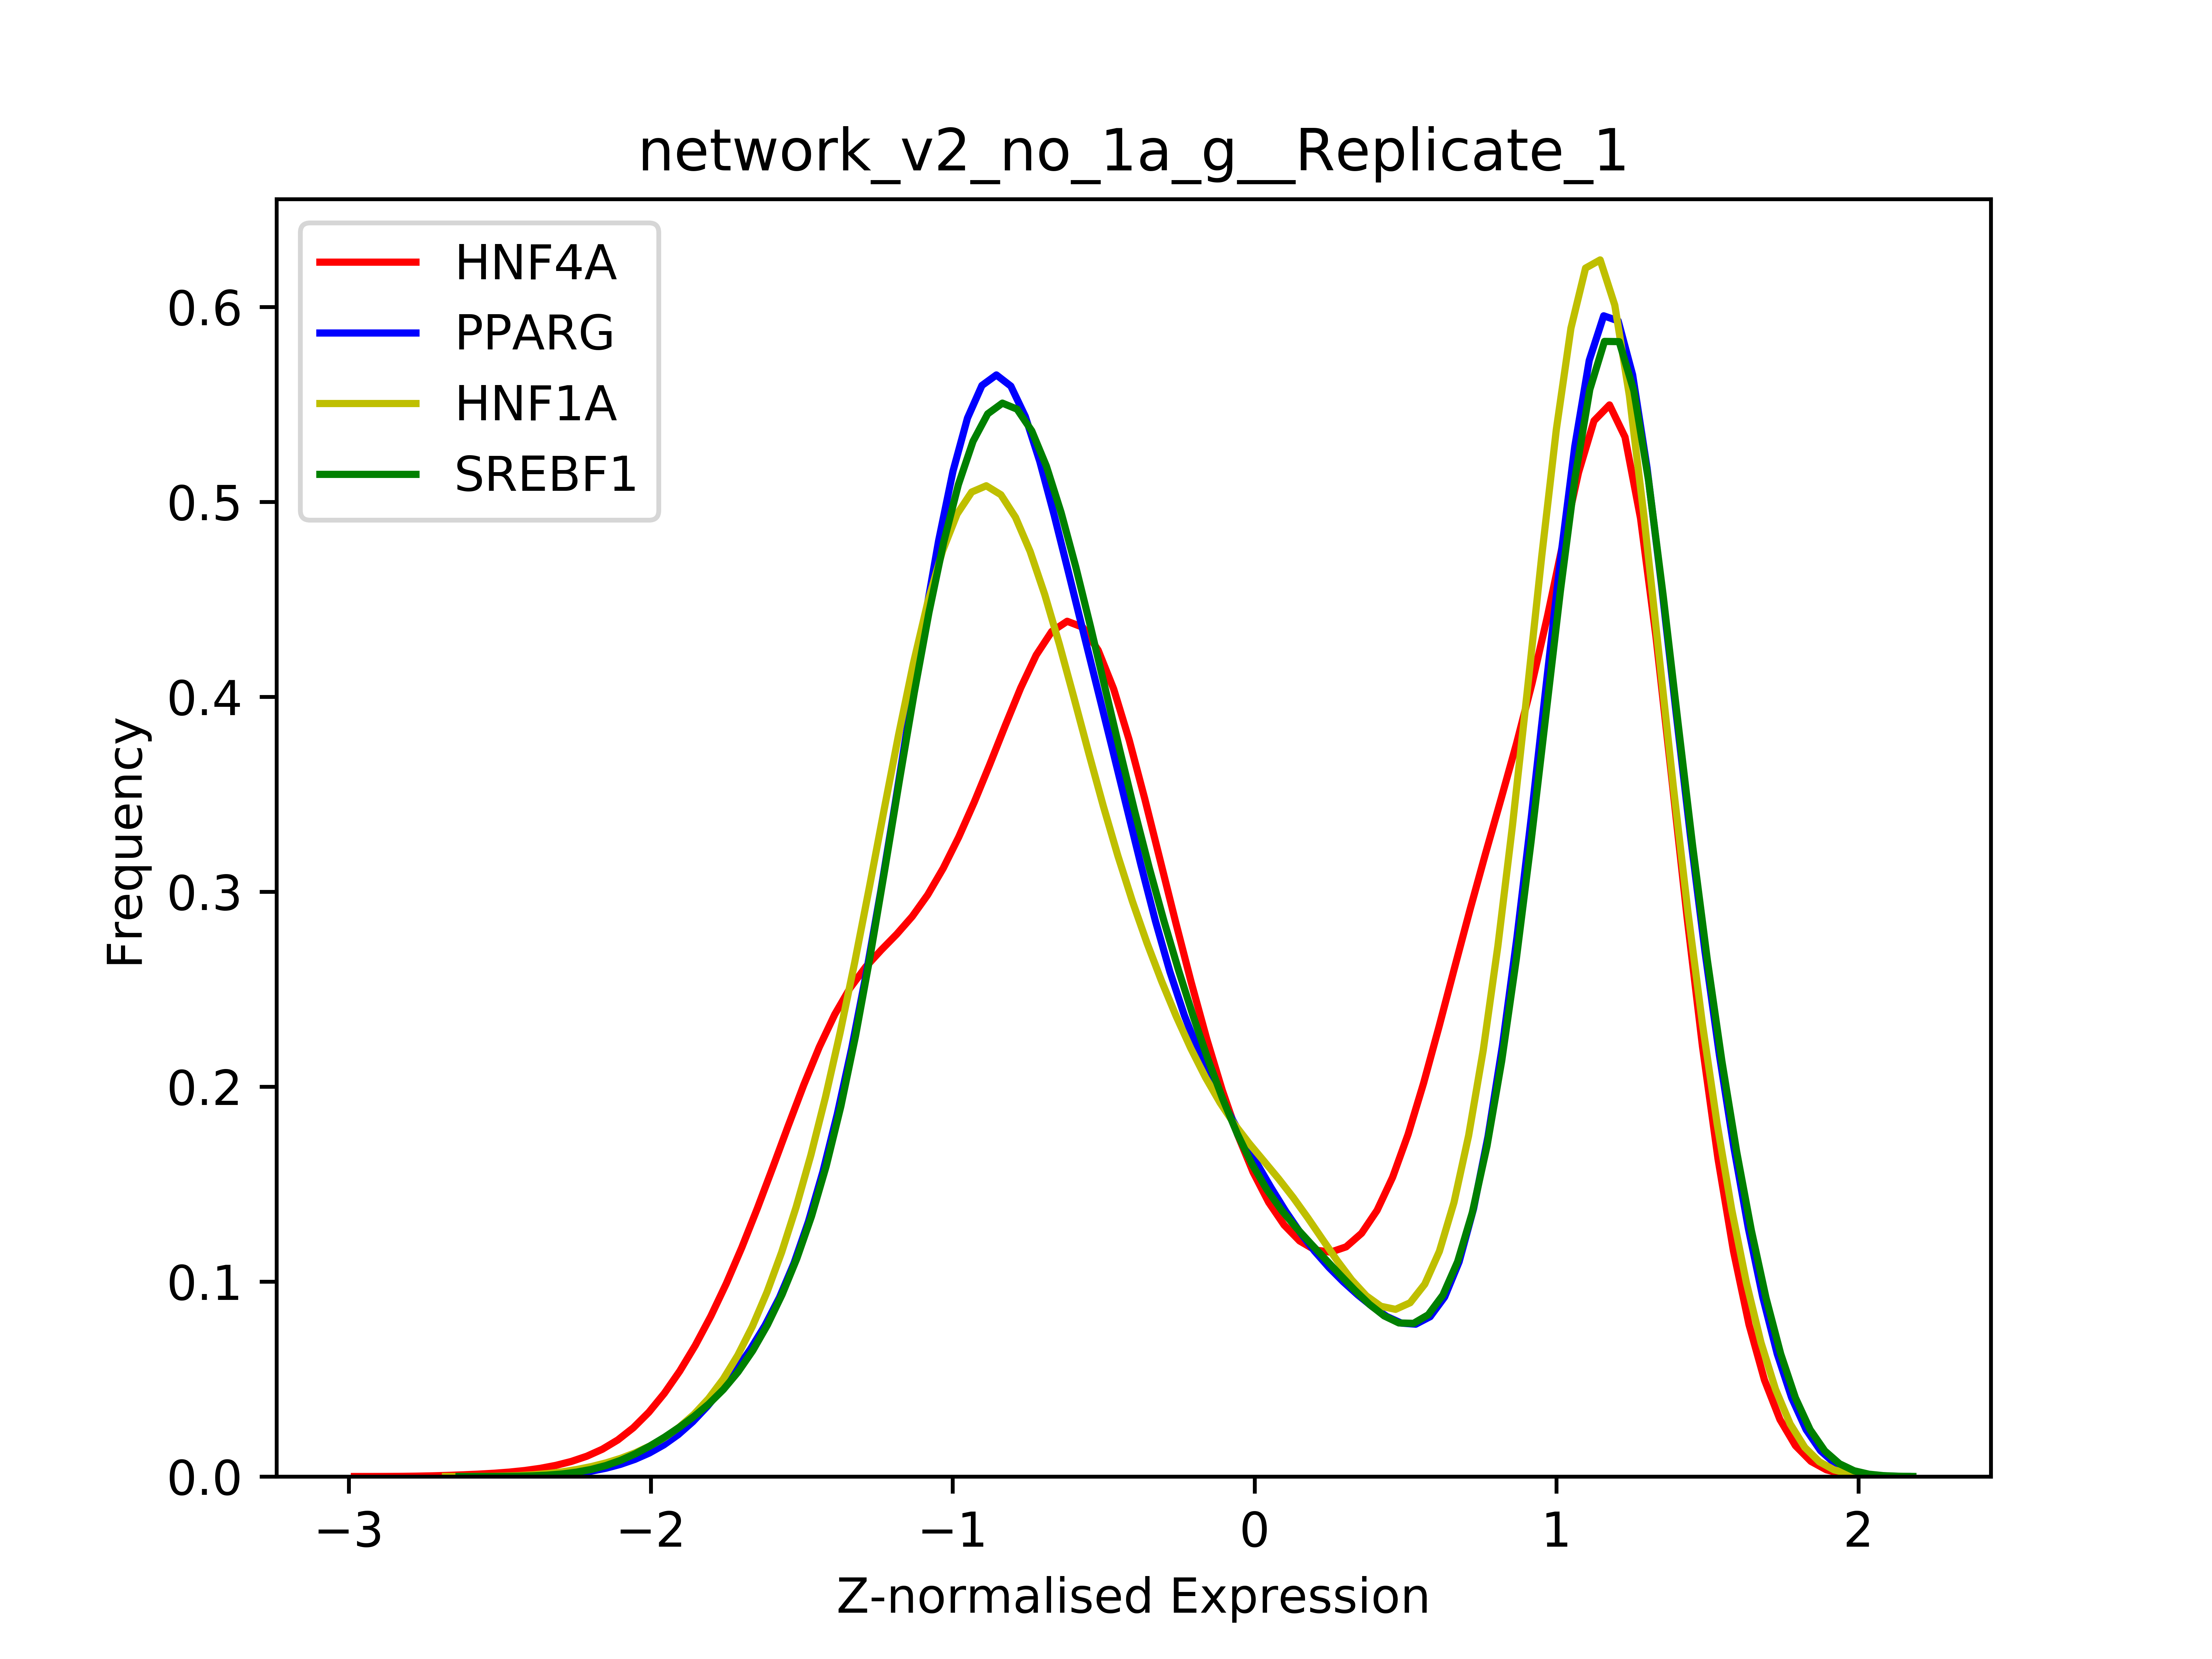 network_v2_no_1a_g__Replicate_1
HNF4A
PPARG
HNF1A
SREBF1
0.6
0.5
0.4
0.3
0.2
0.1
0.0
Frequency
−3 −2 −1 0 1 2
Z-normalised Expression